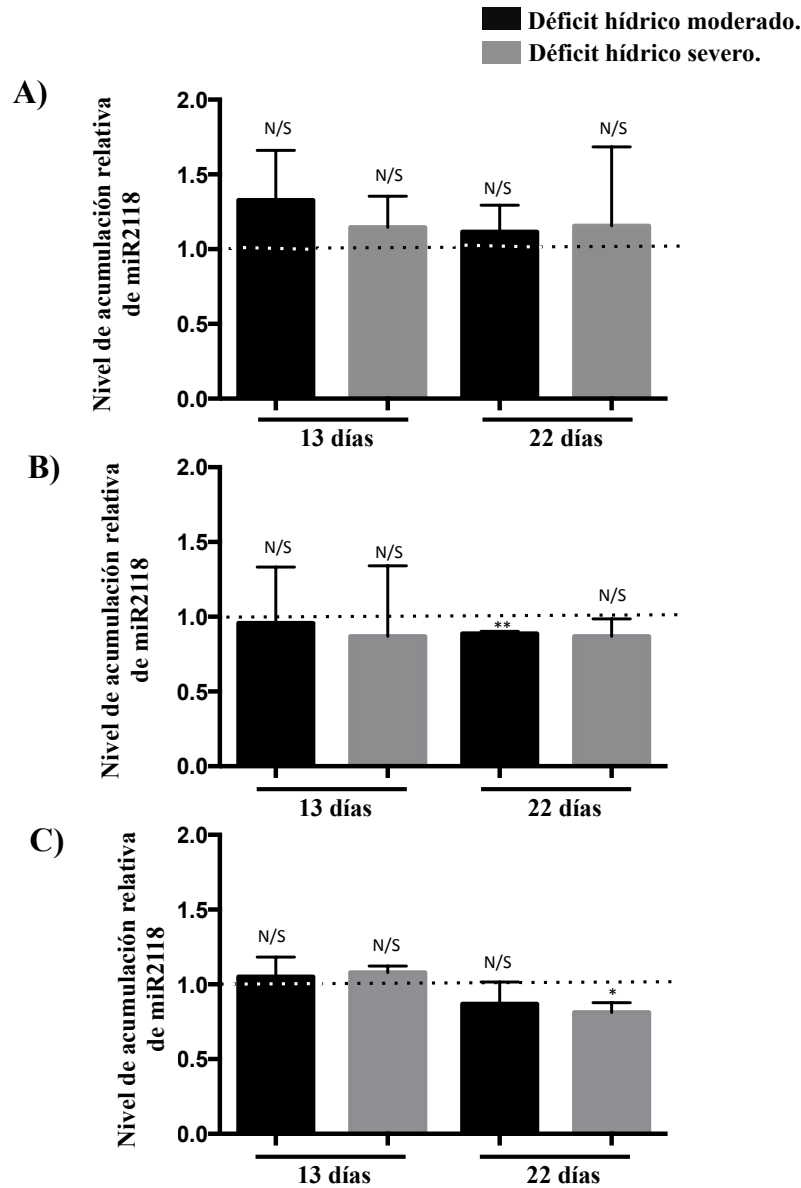 Déficit hídrico moderado.
Déficit hídrico severo.
A)
Nivel de acumulación relativa
de miR2118
2.0
1.5
1.0
0.5
0.0
N/S
N/S
N/S
N/S
13 días
22 días
B)
Nivel de acumulación relativa
de miR2118
2.0
1.5
1.0
0.5
0.0
N/S
N/S
**
N/S
13 días
22 días
C)
Nivel de acumulación relativa
de miR2118
2.0
1.5
1.0
0.5
0.0
N/S
N/S
N/S
*
13 días
22 días